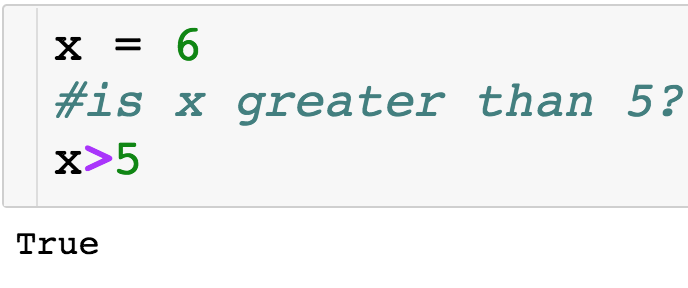 x = 6
#is x greater than 5?
x>5
True